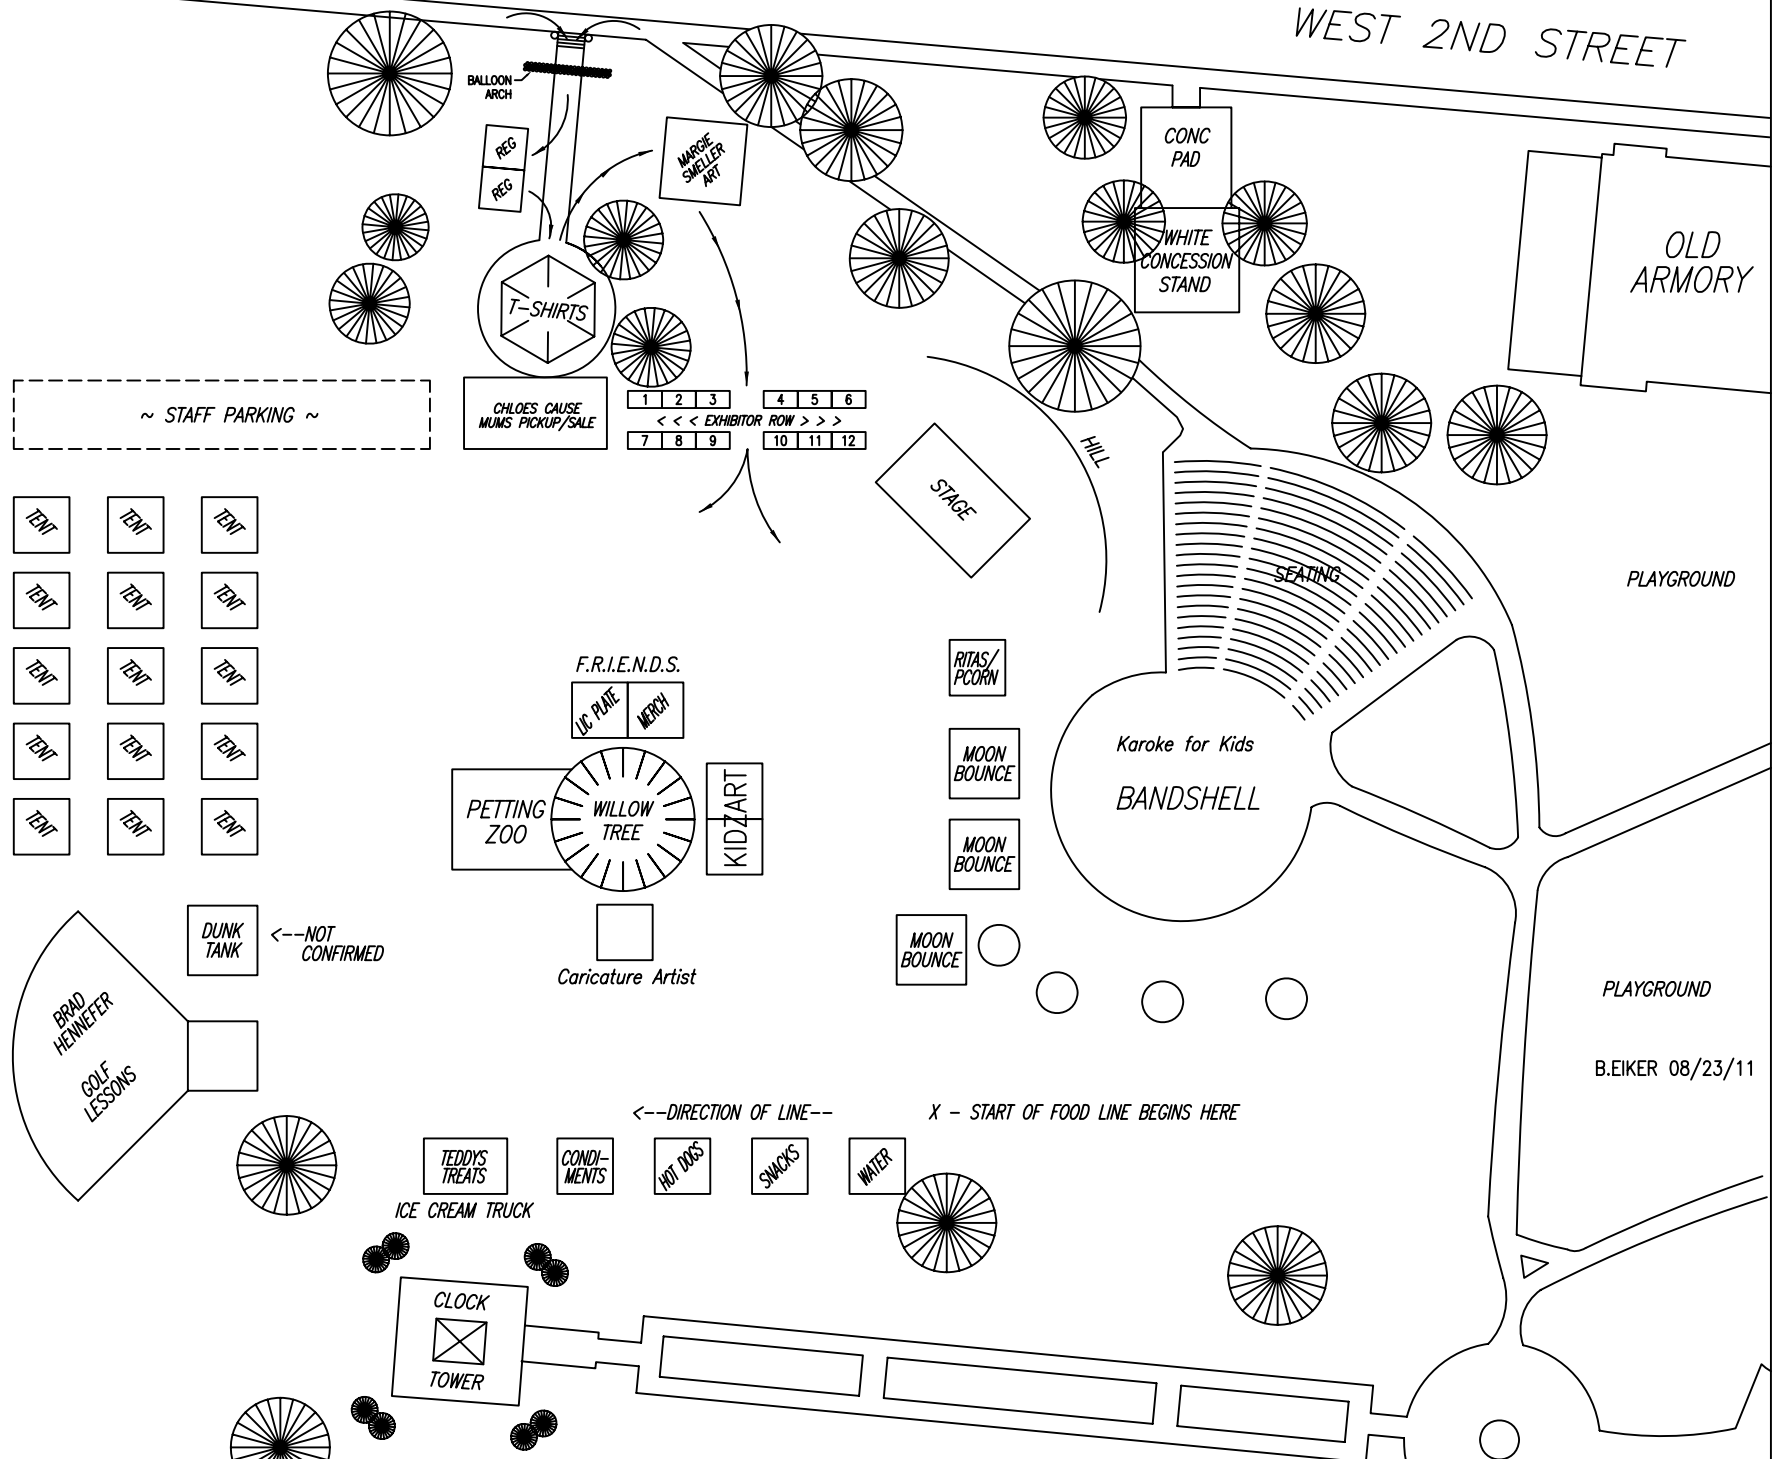 WEST 2ND STREET
BALLOON
ARCH
REG
REG
MARGIE
SMELLER
ART
CONC
PAD
WHITE
CONCESSION
STAND
OLD
ARMORY
T-SHIRTS
~ STAFF PARKING ~
CHLOES CAUSE
MUMS PICKUP/SALE
1 2 3 4 5 6
< < < EXHIBITOR ROW > > >
7 8 9 10 11 12
HILL
STAGE
SEATING
PLAYGROUND
TENT TENT TENT
TENT TENT TENT
TENT TENT TENT
TENT TENT TENT
TENT TENT TENT
F.R.I.E.N.D.S.
LIC PLATE
MERCH
PETTING
ZOO
WILLOW
TREE
KIDZART
RITAS/
PCORN
MOON
BOUNCE
MOON
BOUNCE
MOON
BOUNCE
Karoke for Kids
BANDSHELL
DUNK
TANK
<--NOT
CONFIRMED
Caricature Artist
BRAD
HENNEFER
GOLF
LESSONS
PLAYGROUND
B.EIKER 08/23/11
<--DIRECTION OF LINE--
X - START OF FOOD LINE BEGINS HERE
TEDDYS
TREATS
CONDI-
MENTS
HOT DOGS
SNACKS
WATER
ICE CREAM TRUCK
CLOCK
TOWER